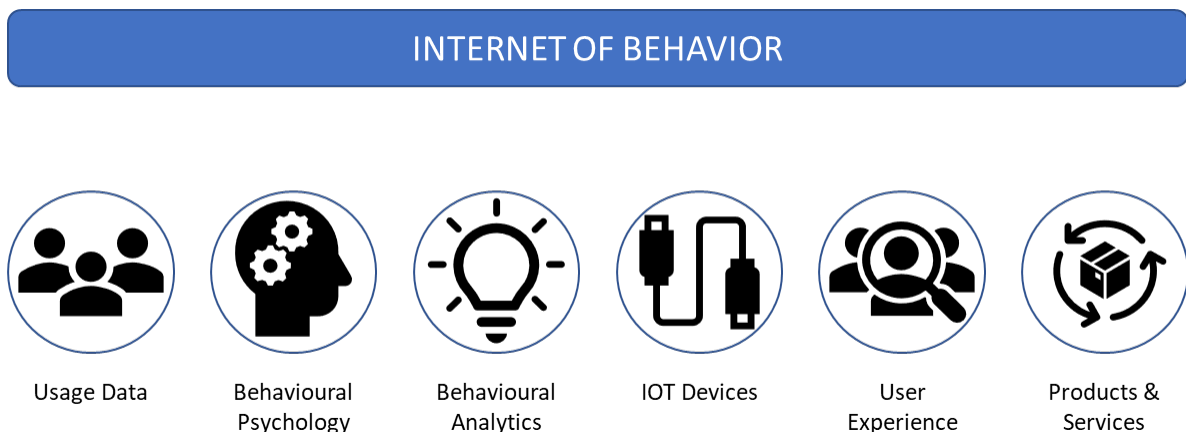 INTERNET OF BEHAVIOR
Usage Data
Behavioural
Psychology
Behavioural
Analytics
IOT Devices
User
Experience
Products &
Services